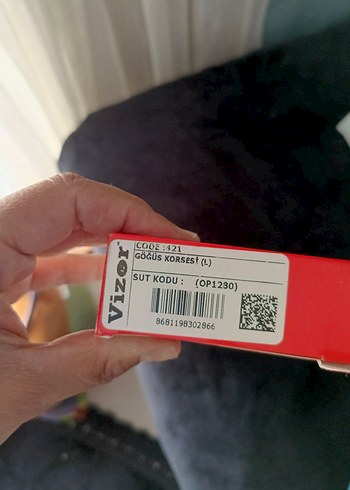 Vizor
CODE :421
GÖĞÜS KORSESİ (L)
SUT KODU : (OP1230)
8681198302866